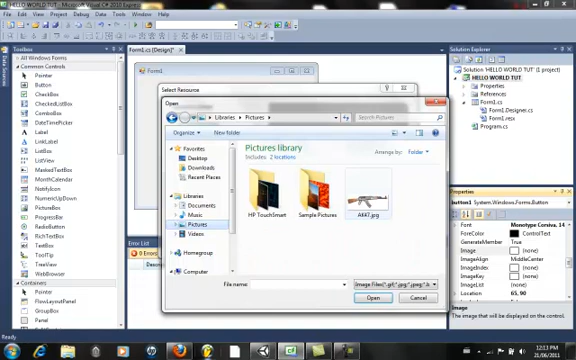 HELLO WORLD TUT - Microsoft Visual C# 2010 Express
File Edit View Project Data Tools Window Help
Toolbox
All Windows Forms
Common Controls
Pointer
Button
CheckBox
CheckedListBox
ComboBox
DateTimePicker
Label
LinkLabel
ListBox
ListView
MaskedTextBox
MonthCalendar
NotifyIcon
NumericUpDown
PictureBox
ProgressBar
RadioButton
RichTextBox
TextBox
ToolTip
TreeView
WebBrowser
Containers
Pointer
FlowLayoutPanel
GroupBox
Panel
Data Sources
Form1.cs [Design]*
Form1
Error List
0 Errors
Select Resource
Open
Libraries
Pictures
Search Pictures
Organize
New folder
Favorites
Desktop
Downloads
Recent Places
Libraries
Documents
Music
Pictures
Videos
Homegroup
Computer
Pictures library
Includes: 2 locations
Arrange by: Folder
HP TouchSmart
Sample Pictures
AK47.jpg
File name:
Open
Cancel
Solution Explorer
Solution 'HELLO WORLD TUT' (1 project)
HELLO WORLD TUT
Properties
References
Form1.cs
Form1.Designer.cs
Form1.resx
Program.cs
Properties
button1 System.Windows.Forms.Button
Font Monotype Corsiva, 14
ForeColor ControlText
GenerateMember True
Image (none)
ImageAlign MiddleCenter
ImageIndex (none)
ImageKey (none)
ImageList (none)
Location 65, 90
Image
The image that will be displayed on the control.
Ready
12:13 PM
21/06/2011